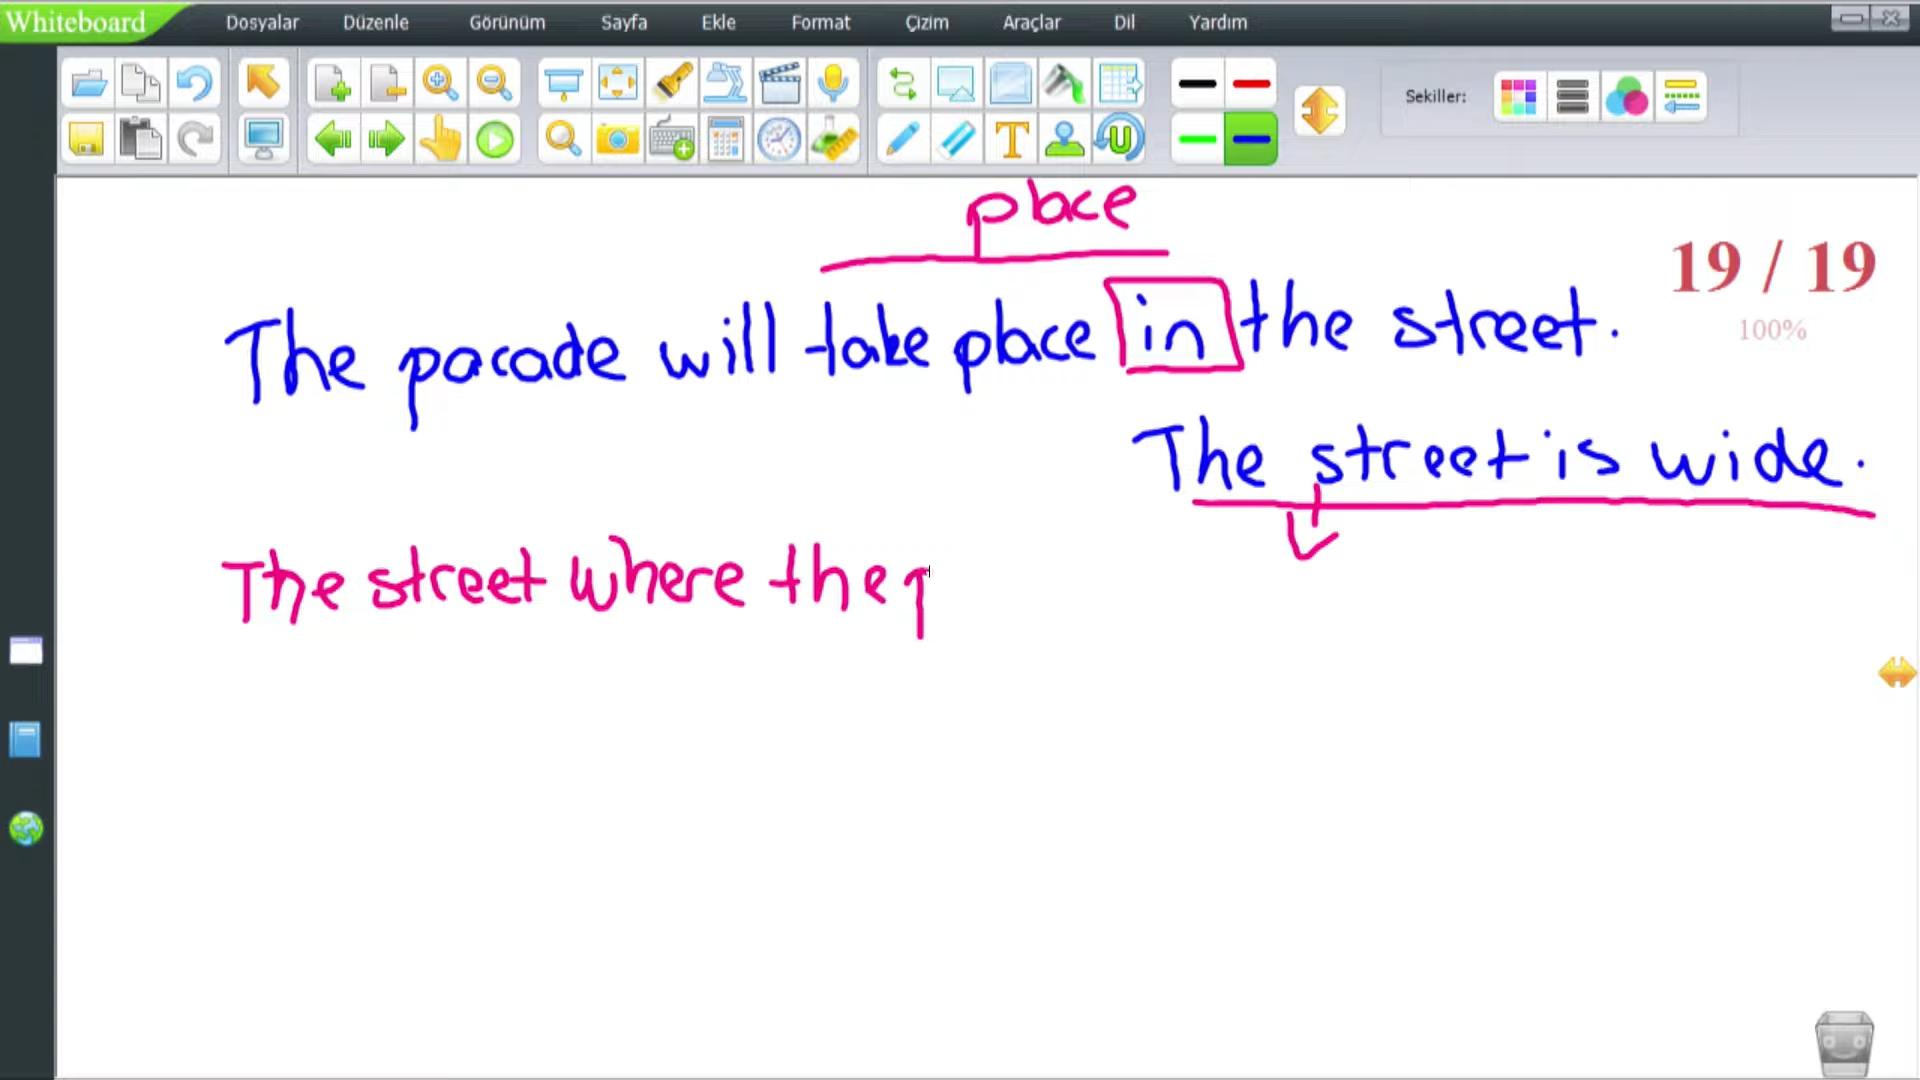 Whiteboard Dosyalar Düzenle Görünüm Sayfa Ekle Format Çizim Araçlar Dil Yardım
Sekiller:
place
19 / 19
100%
The parade will take place in the street.
The street is wide.
The street where the p